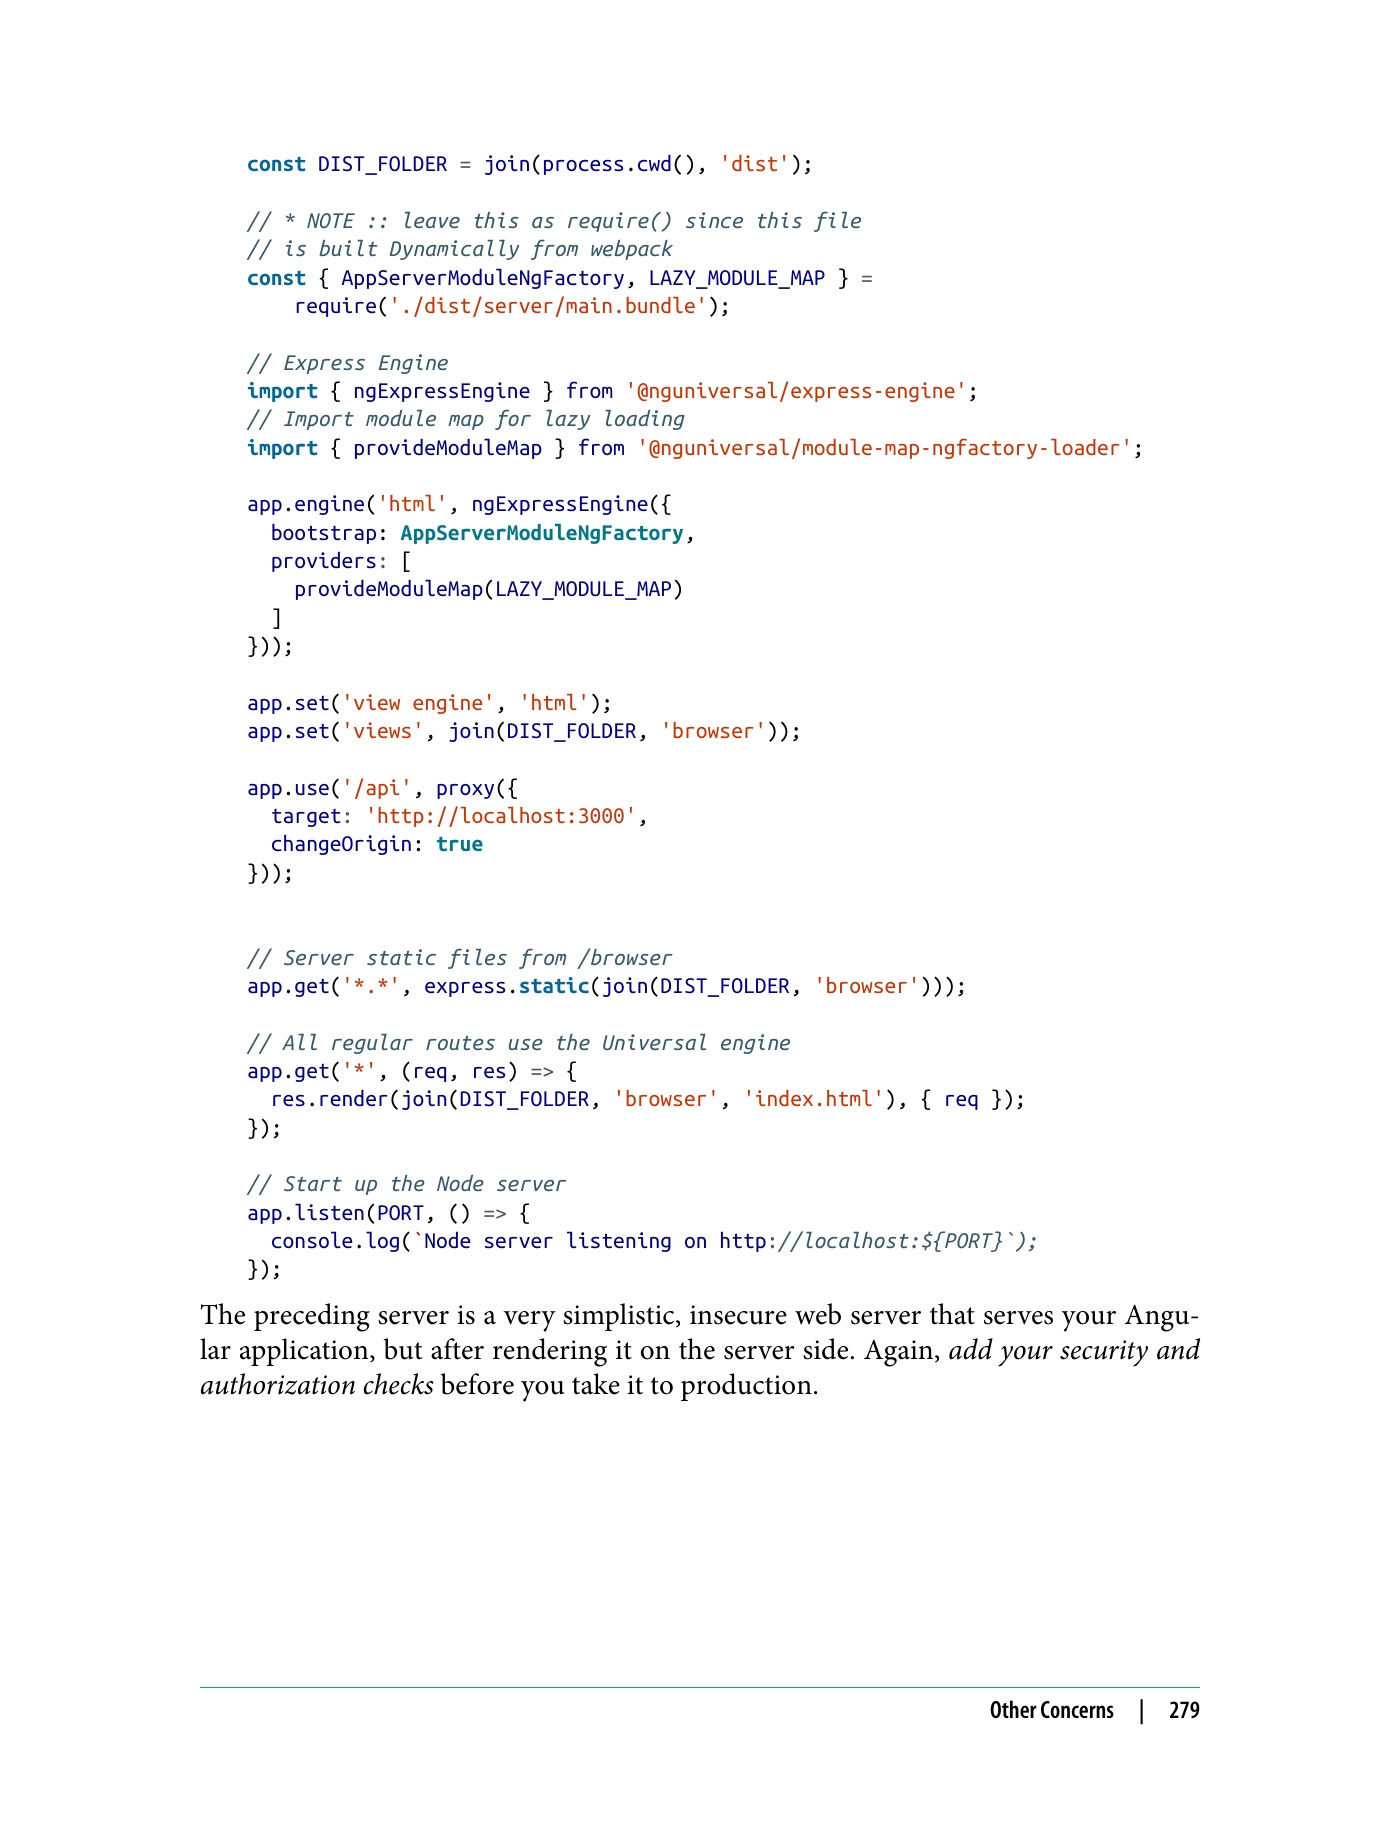 const DIST_FOLDER = join(process.cwd(), 'dist');
// * NOTE :: leave this as require() since this file
// is built Dynamically from webpack
const { AppServerModuleNgFactory, LAZY_MODULE_MAP } =
    require('./dist/server/main.bundle');
// Express Engine
import { ngExpressEngine } from '@nguniversal/express-engine';
// Import module map for lazy loading
import { provideModuleMap } from '@nguniversal/module-map-ngfactory-loader';
app.engine('html', ngExpressEngine({
  bootstrap: AppServerModuleNgFactory,
  providers: [
    provideModuleMap(LAZY_MODULE_MAP)
  ]
}));
app.set('view engine', 'html');
app.set('views', join(DIST_FOLDER, 'browser'));
app.use('/api', proxy({
  target: 'http://localhost:3000',
  changeOrigin: true
}));
// Server static files from /browser
app.get('*.*', express.static(join(DIST_FOLDER, 'browser')));
// All regular routes use the Universal engine
app.get('*', (req, res) => {
  res.render(join(DIST_FOLDER, 'browser', 'index.html'), { req });
});
// Start up the Node server
app.listen(PORT, () => {
  console.log(`Node server listening on http://localhost:${PORT}`);
});
The preceding server is a very simplistic, insecure web server that serves your Angu-
lar application, but after rendering it on the server side. Again, add your security and
authorization checks before you take it to production.
Other Concerns | 279